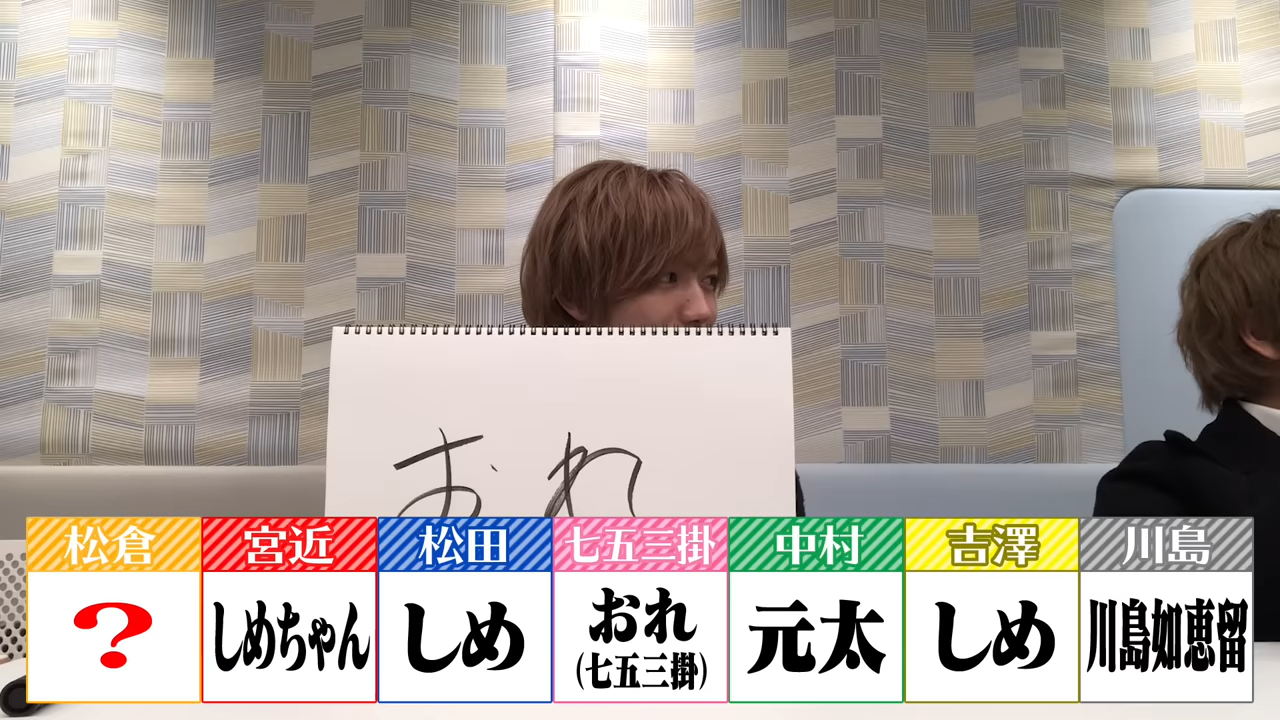 おれ
松倉 宮近 松田 七五三掛 中村 吉澤 川島
? しめちゃん しめ おれ 元太 しめ 川島如恵留
(七五三掛)